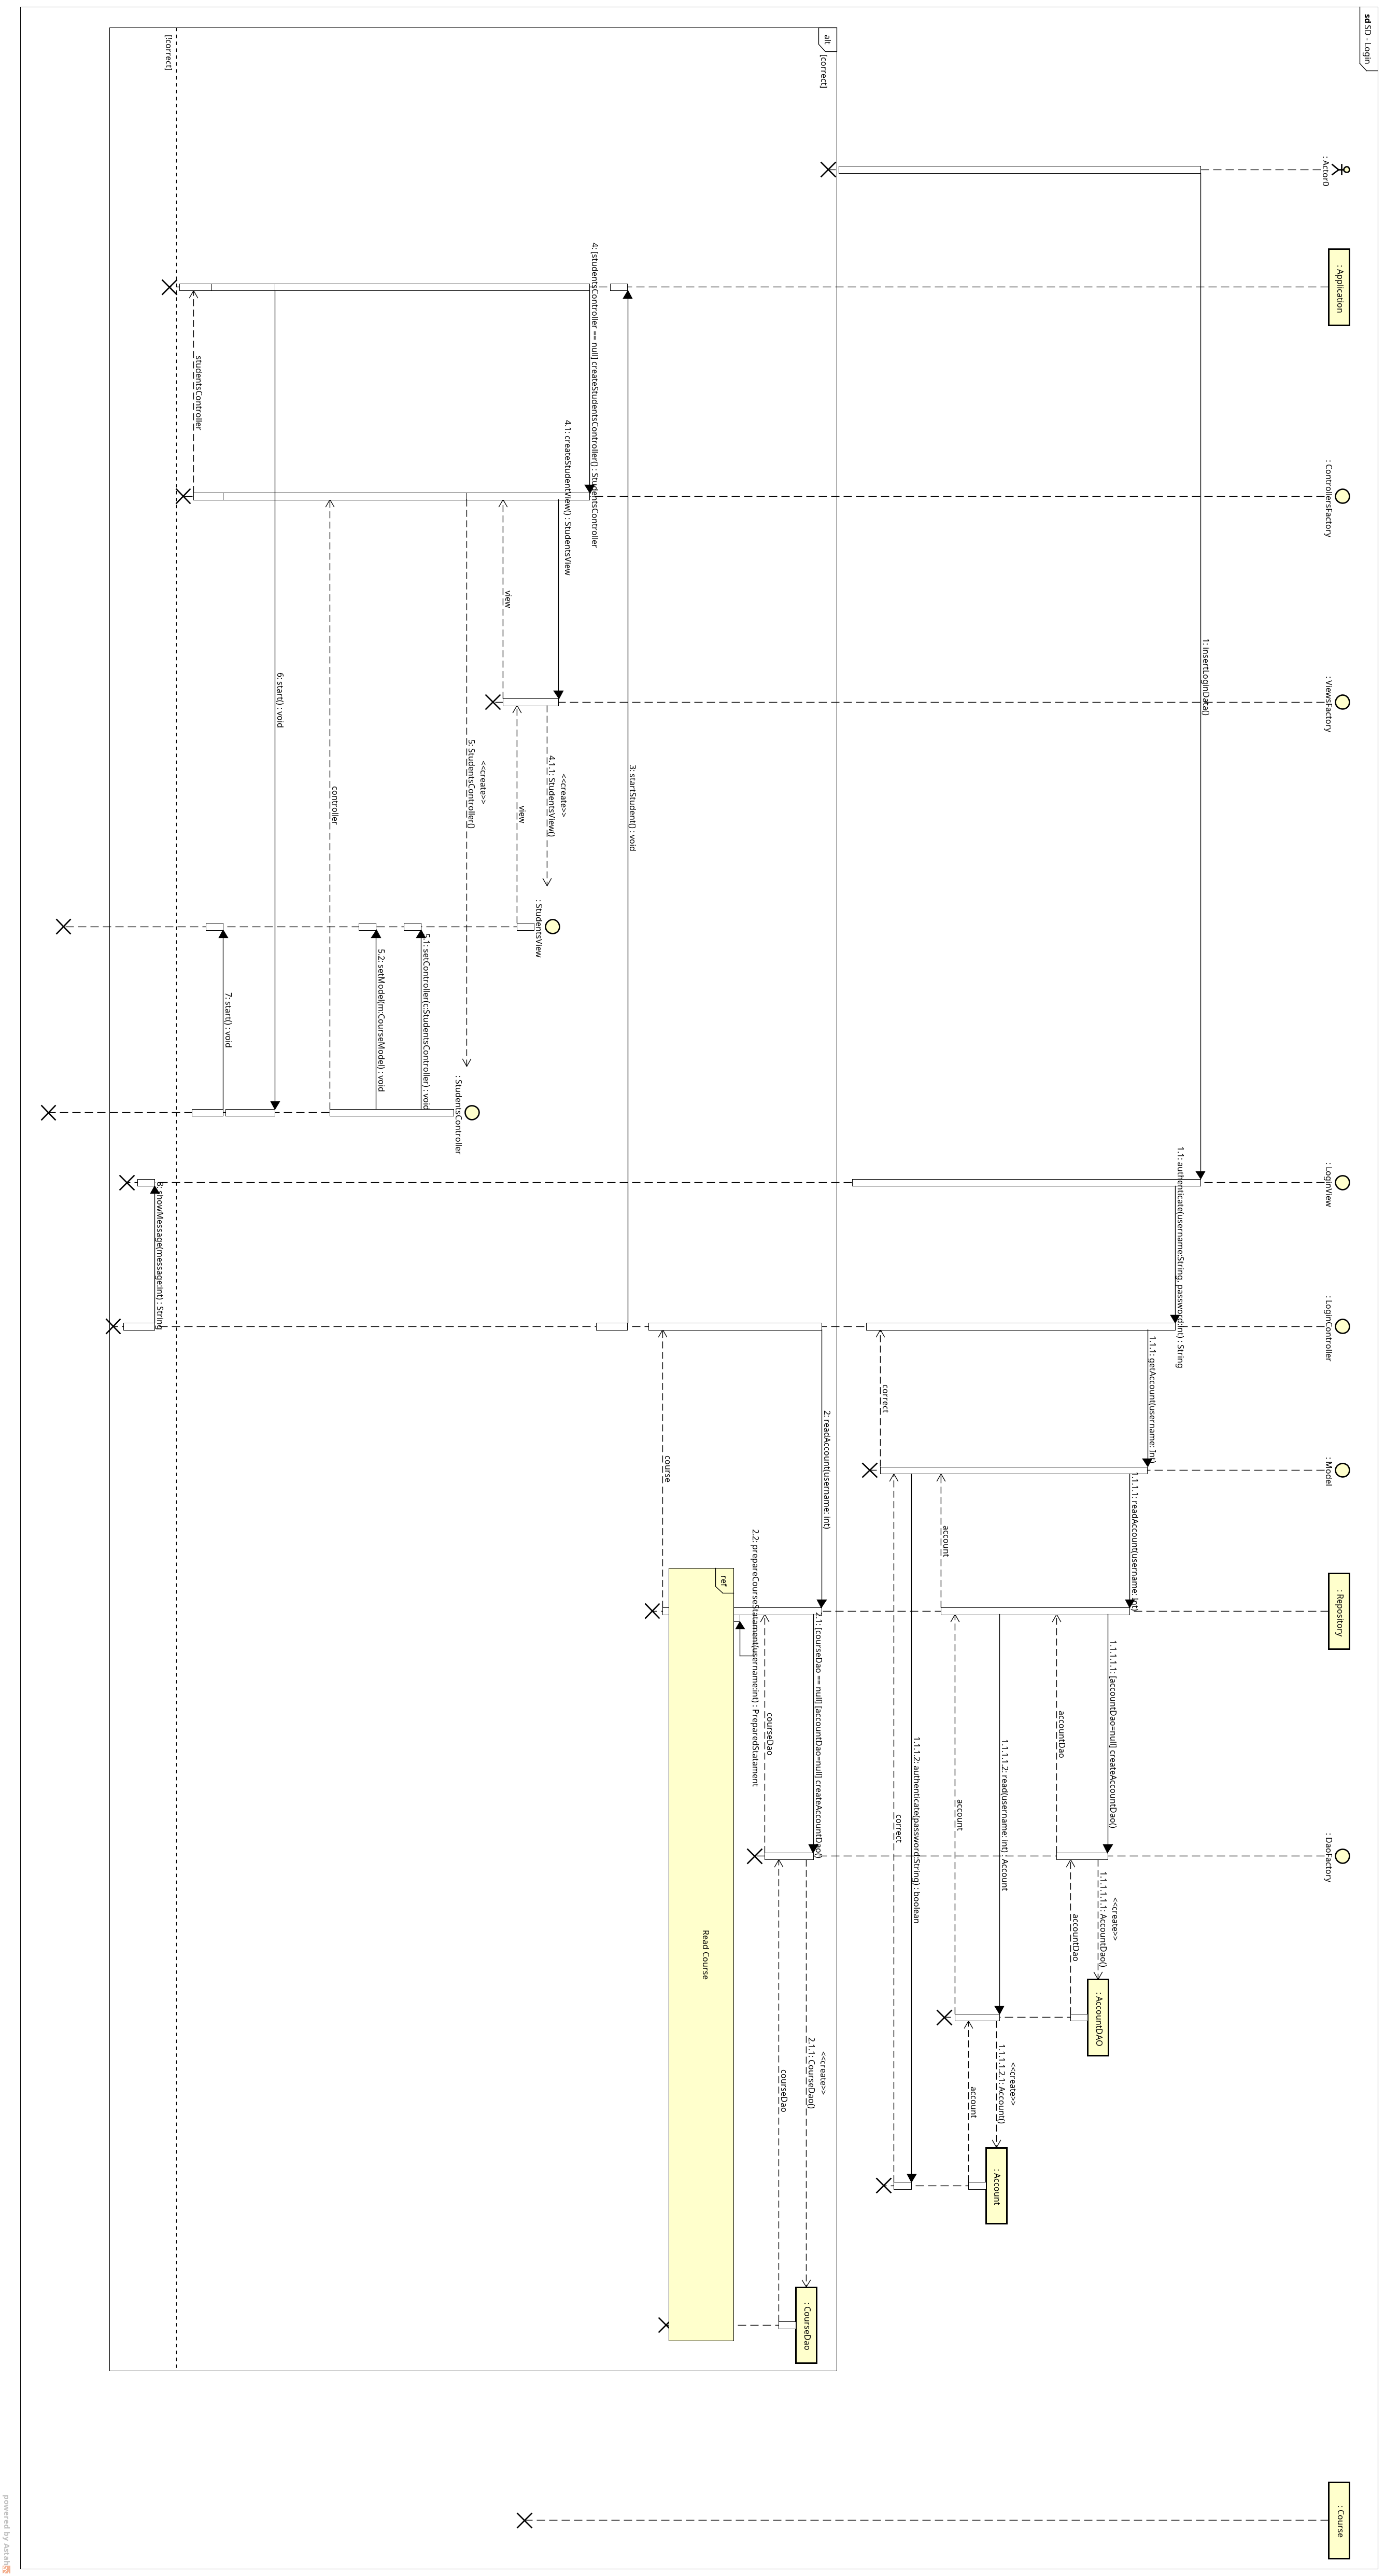 sd SD - Login
: Actor0
: Application
: ControllersFactory
: ViewsFactory
: LoginView
: LoginController
: Model
: Repository
: DaoFactory
: Course
1: insertLoginData()
1.1: authenticate(username:String, password:int) : String
1.1.1: getAccount(username: Int)
1.1.1.1: readAccount(username: Int)
1.1.1.1.1: [accountDao=null] createAccountDao()
<<create>>
1.1.1.1.1.1: AccountDao()
: AccountDAO
accountDao
accountDao
1.1.1.1.2: read(username: int) : Account
<<create>>
1.1.1.1.2.1: Account()
: Account
account
account
account
1.1.1.2: authenticate(password:String) : boolean
correct
correct
alt
[correct]
2: readAccount(username: int)
2.1: [courseDao == null] [accountDao=null] createAccountDao()
<<create>>
2.1.1: CourseDao()
: CourseDao
courseDao
courseDao
2.2: prepareCourseStatament(username:int) : PreparedStatament
ref
Read Course
course
3: startStudent() : void
4: [studentsController == null] createStudentsController() : StudentsController
4.1: createStudentView() : StudentsView
<<create>>
4.1.1: StudentsView()
: StudentsView
view
view
<<create>>
5: StudentsController()
: StudentsController
5.1: setController(c:StudentsController) : void
5.2: setModel(m:CourseModel) : void
controller
6: start() : void
7: start() : void
studentsController
[!correct]
8: showMessage(message:int) : String
powered by Astah